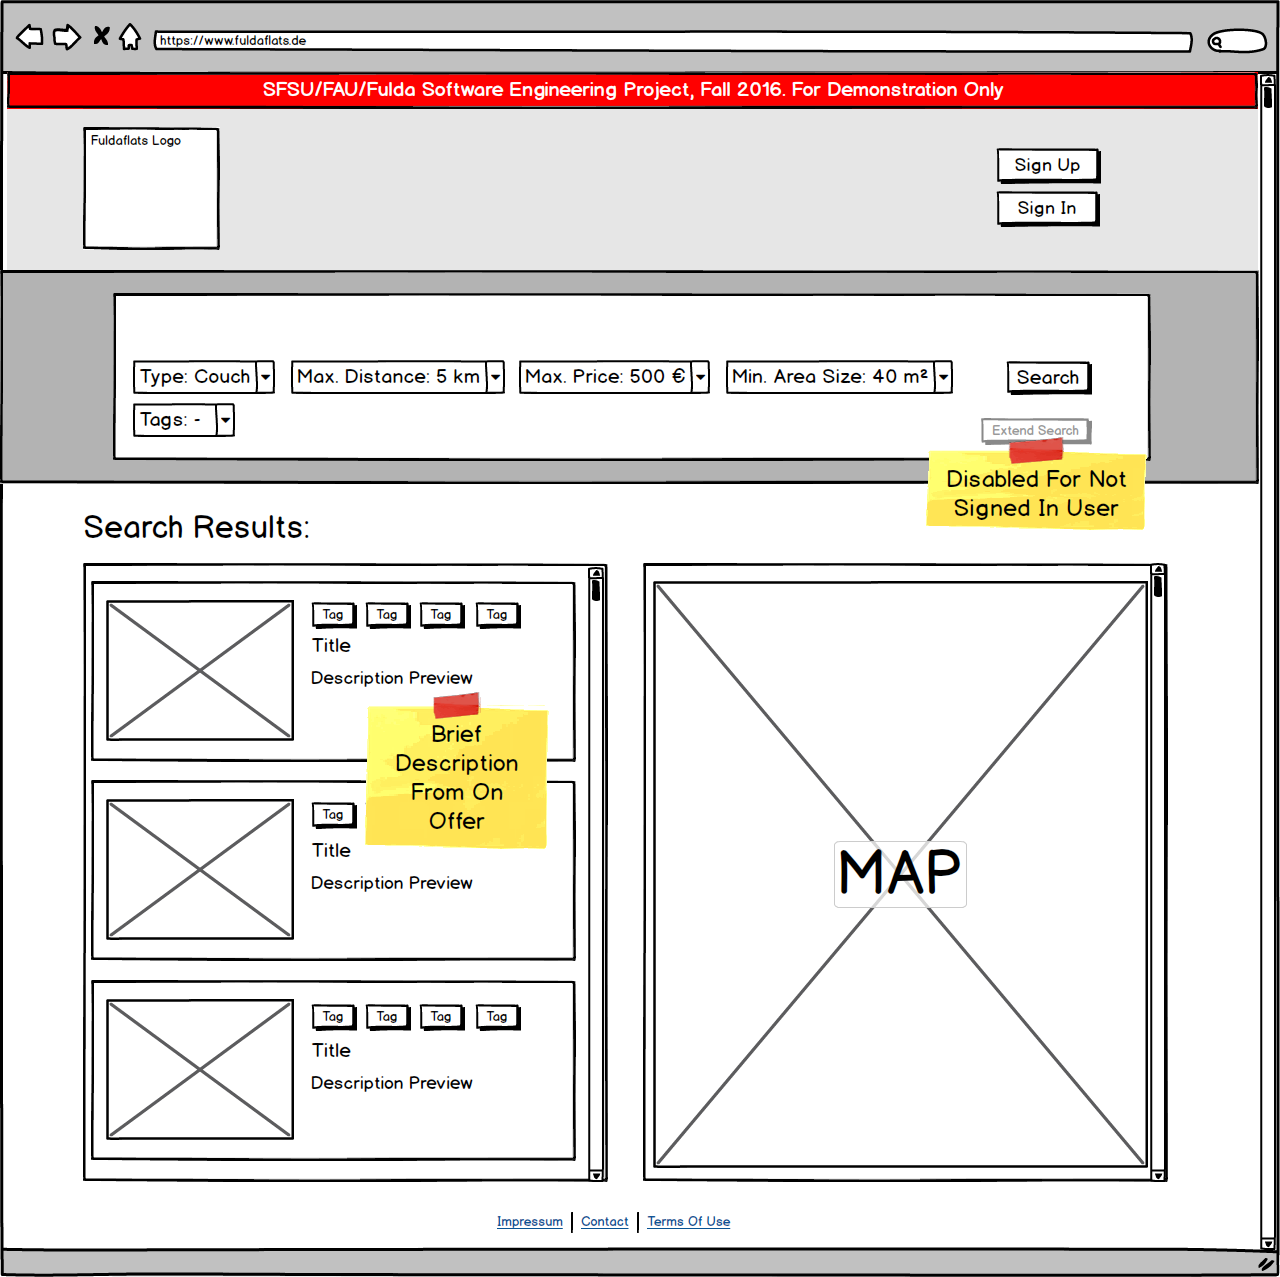 https://www.fuldaflats.de
SFSU/FAU/Fulda Software Engineering Project, Fall 2016. For Demonstration Only
Fuldaflats Logo
Sign Up
Sign In
Type: Couch
Max. Distance: 5 km
Max. Price: 500 €
Min. Area Size: 40 m²
Search
Tags: -
Extend Search
Disabled For Not
Signed In User
Search Results:
Tag Tag Tag Tag
Title
Description Preview
Brief
Description
From On
Offer
Tag
Title
Description Preview
Tag Tag Tag Tag
Title
Description Preview
MAP
Impressum
Contact
Terms Of Use